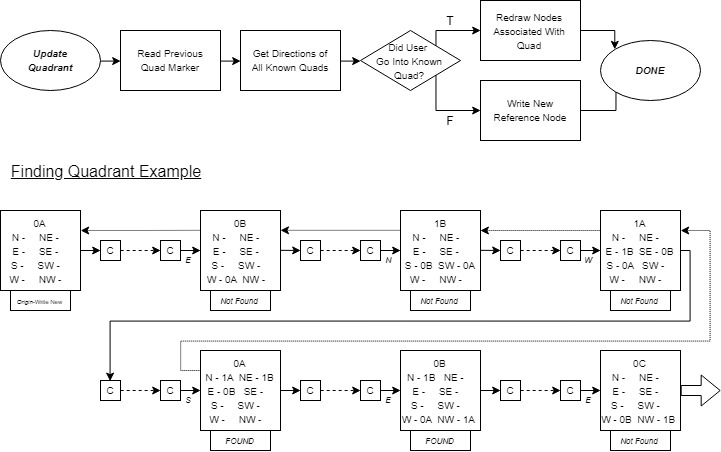 Update
Quadrant
Read Previous
Quad Marker
Get Directions of
All Known Quads
Did User
Go Into Known
Quad?
T
F
Redraw Nodes
Associated With
Quad
Write New
Reference Node
DONE
Finding Quadrant Example
0A
N - NE -
E - SE -
S - SW -
W - NW -
Origin-Write New
C
C
E
0B
N - NE -
E - SE -
S - SW -
W - 0A NW -
Not Found
C
C
N
1B
N - NE -
E - SE -
S - 0B SW - 0A
W - NW -
Not Found
C
C
W
1A
N - NE -
E - 1B SE - 0B
S - 0A SW -
W - NW -
Not Found
C
C
S
0A
N - 1A NE - 1B
E - 0B SE -
S - SW -
W - NW -
FOUND
C
C
E
0B
N - 1B NE -
E - SE -
S - SW -
W - 0A NW - 1A
FOUND
C
C
E
0C
N - NE -
E - SE -
S - SW -
W - 0B NW - 1B
Not Found